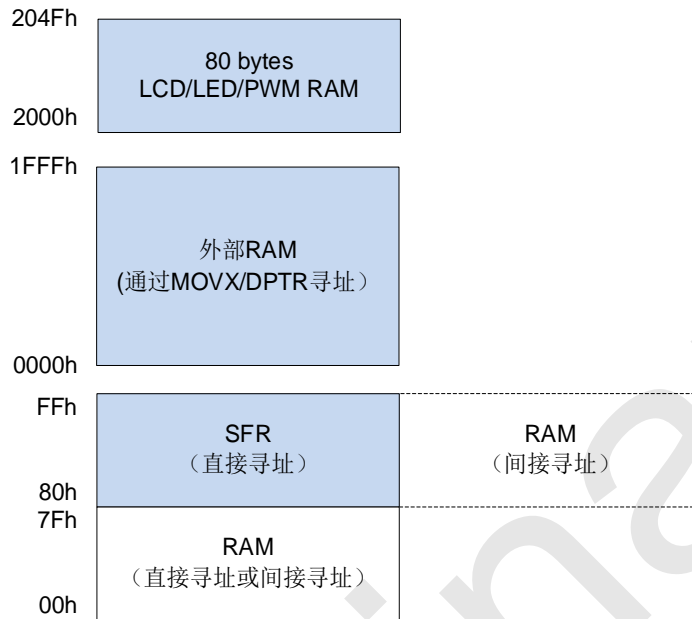 204Fh
80 bytes
LCD/LED/PWM RAM
2000h
1FFFh
外部RAM
(通过MOVX/DPTR寻址）
0000h
FFh
SFR
（直接寻址）
RAM
（间接寻址）
80h
7Fh
RAM
（直接寻址或间接寻址）
00h